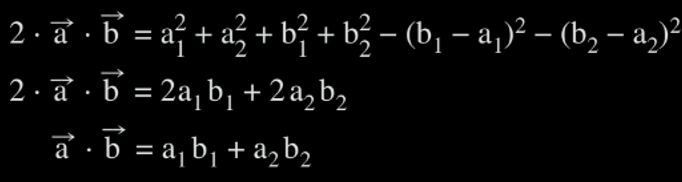 2 · a⃗ · b⃗ = a₁² + a₂² + b₁² + b₂² − (b₁ − a₁)² − (b₂ − a₂)²
2 · a⃗ · b⃗ = 2a₁b₁ + 2a₂b₂
a⃗ · b⃗ = a₁b₁ + a₂b₂